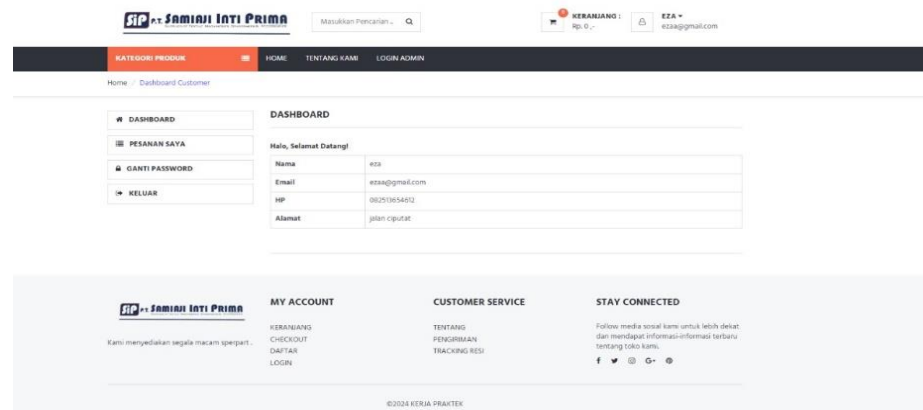 SIP P.T. SAMIAJI INTI PRIMA
Masukkan Pencarian ..
0
KERANJANG :
Rp. 0 ,-
EZA
ezaa@gmail.com
KATEGORI PRODUK
HOME TENTANG KAMI LOGIN ADMIN
Home / Dashboard Customer
DASHBOARD
PESANAN SAYA
GANTI PASSWORD
KELUAR
DASHBOARD
Halo, Selamat Datang!
Nama eza
Email ezaa@gmail.com
HP 082513654612
Alamat jalan ciputat
SIP P.T. SAMIAJI INTI PRIMA
Kami menyediakan segala macam sperpart .
MY ACCOUNT
KERANJANG
CHECKOUT
DAFTAR
LOGIN
CUSTOMER SERVICE
TENTANG
PENGIRIMAN
TRACKING RESI
STAY CONNECTED
Follow media sosial kami untuk lebih dekat
dan mendapat informasi-informasi terbaru
tentang toko kami.
©2024 KERJA PRAKTEK